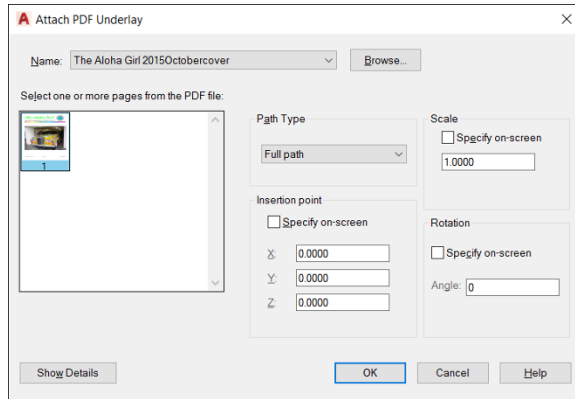 Attach PDF Underlay
Name: The Aloha Girl 2015Octobercover Browse...
Select one or more pages from the PDF file:
1
Path Type
Full path
Scale
Specify on-screen
1.0000
Insertion point
Specify on-screen
X: 0.0000
Y: 0.0000
Z: 0.0000
Rotation
Specify on-screen
Angle: 0
Show Details OK Cancel Help